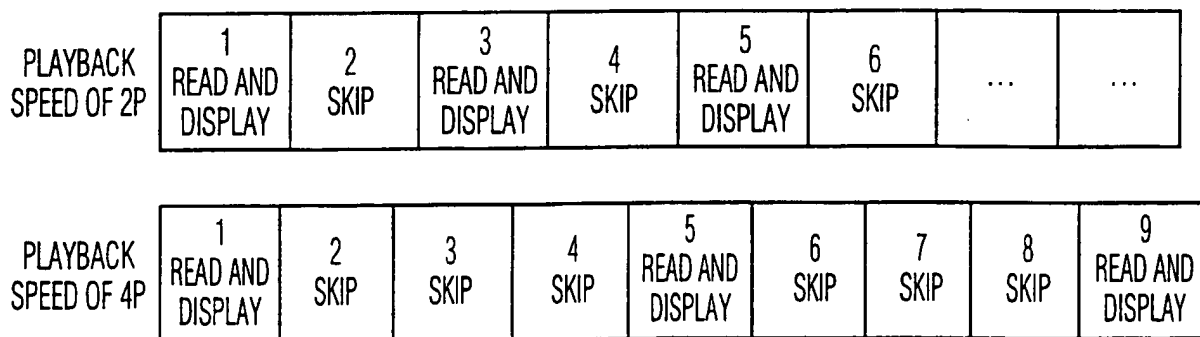 PLAYBACK
SPEED OF 2P
1
READ AND
DISPLAY
2
SKIP
3
READ AND
DISPLAY
4
SKIP
5
READ AND
DISPLAY
6
SKIP
...
...
PLAYBACK
SPEED OF 4P
1
READ AND
DISPLAY
2
SKIP
3
SKIP
4
SKIP
5
READ AND
DISPLAY
6
SKIP
7
SKIP
8
SKIP
9
READ AND
DISPLAY